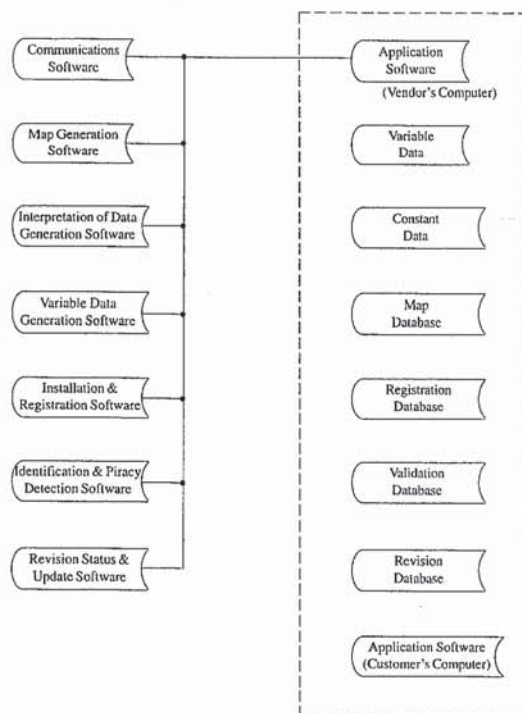 Communications
Software
Map Generation
Software
Interpretation of Data
Generation Software
Variable Data
Generation Software
Installation &
Registration Software
Identification & Piracy
Detection Software
Revision Status &
Update Software
Application
Software
(Vendor's Computer)
Variable
Data
Constant
Data
Map
Database
Registration
Database
Validation
Database
Revision
Database
Application Software
(Customer's Computer)